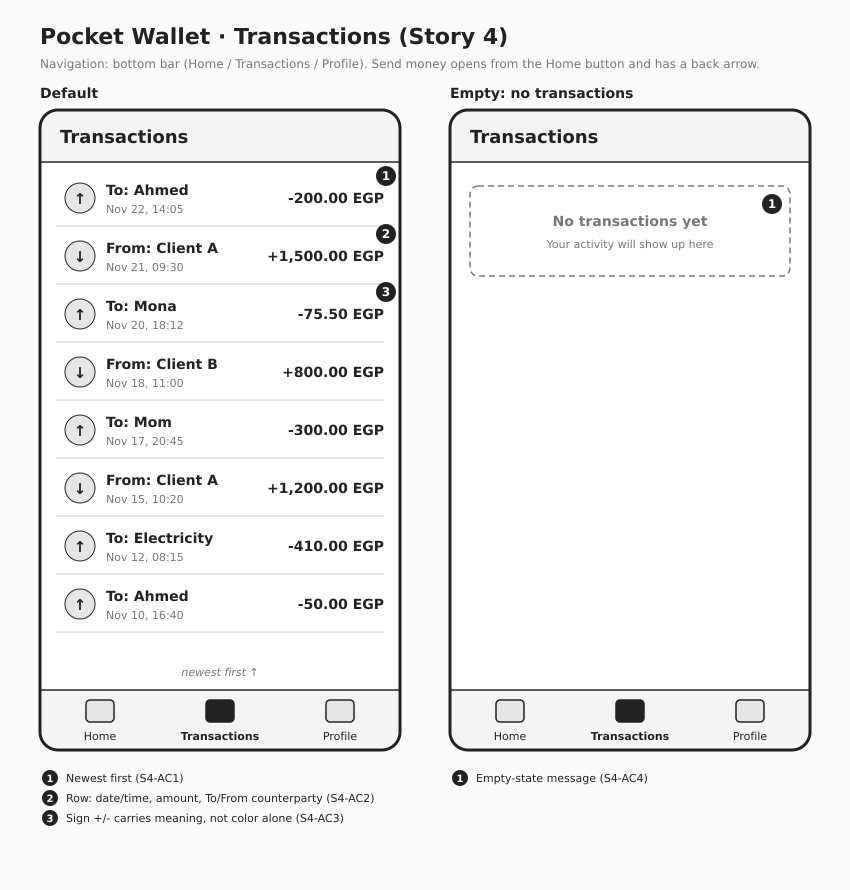 Pocket Wallet · Transactions (Story 4)
Navigation: bottom bar (Home / Transactions / Profile). Send money opens from the Home button and has a back arrow.
Default
Transactions
1
↑ To: Ahmed -200.00 EGP
Nov 22, 14:05
2
↓ From: Client A +1,500.00 EGP
Nov 21, 09:30
3
↑ To: Mona -75.50 EGP
Nov 20, 18:12
↓ From: Client B +800.00 EGP
Nov 18, 11:00
↑ To: Mom -300.00 EGP
Nov 17, 20:45
↓ From: Client A +1,200.00 EGP
Nov 15, 10:20
↑ To: Electricity -410.00 EGP
Nov 12, 08:15
↑ To: Ahmed -50.00 EGP
Nov 10, 16:40
newest first ↑
Home Transactions Profile
1 Newest first (S4-AC1)
2 Row: date/time, amount, To/From counterparty (S4-AC2)
3 Sign +/- carries meaning, not color alone (S4-AC3)
Empty: no transactions
Transactions
1
No transactions yet
Your activity will show up here
Home Transactions Profile
1 Empty-state message (S4-AC4)